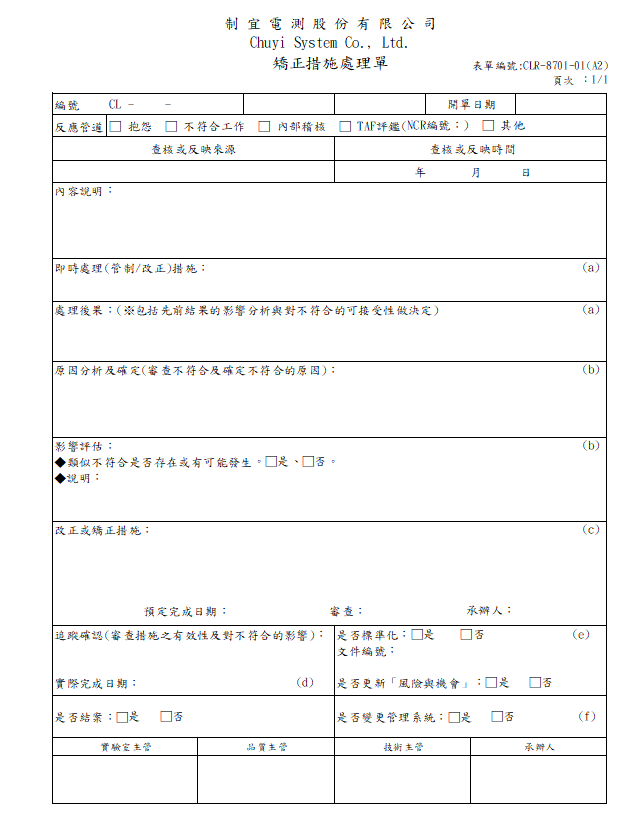 制宜電測股份有限公司
Chuyi System Co., Ltd.
矯正措施處理單
表單編號:CLR-8701-01(A2)
頁次 :1/1
編號 CL - - 開單日期
反應管道 □ 抱怨 □ 不符合工作 □ 內部稽核 □ TAF評鑑(NCR編號:) □ 其他
查核或反映來源 查核或反映時間
年 月 日
內容說明:
即時處理(管制/改正)措施: (a)
處理後果:(※包括先前結果的影響分析與對不符合的可接受性做決定) (a)
原因分析及確定(審查不符合及確定不符合的原因): (b)
影響評估: (b)
◆類似不符合是否存在或有可能發生。□是、□否。
◆說明:
改正或矯正措施: (c)
預定完成日期: 審查: 承辦人:
追蹤確認(審查措施之有效性及對不符合的影響): 是否標準化:□是 □否 (e)
文件編號:
實際完成日期: (d) 是否更新「風險與機會」:□是 □否
是否結案:□是 □否 是否變更管理系統:□是 □否 (f)
實驗室主管 品質主管 技術主管 承辦人